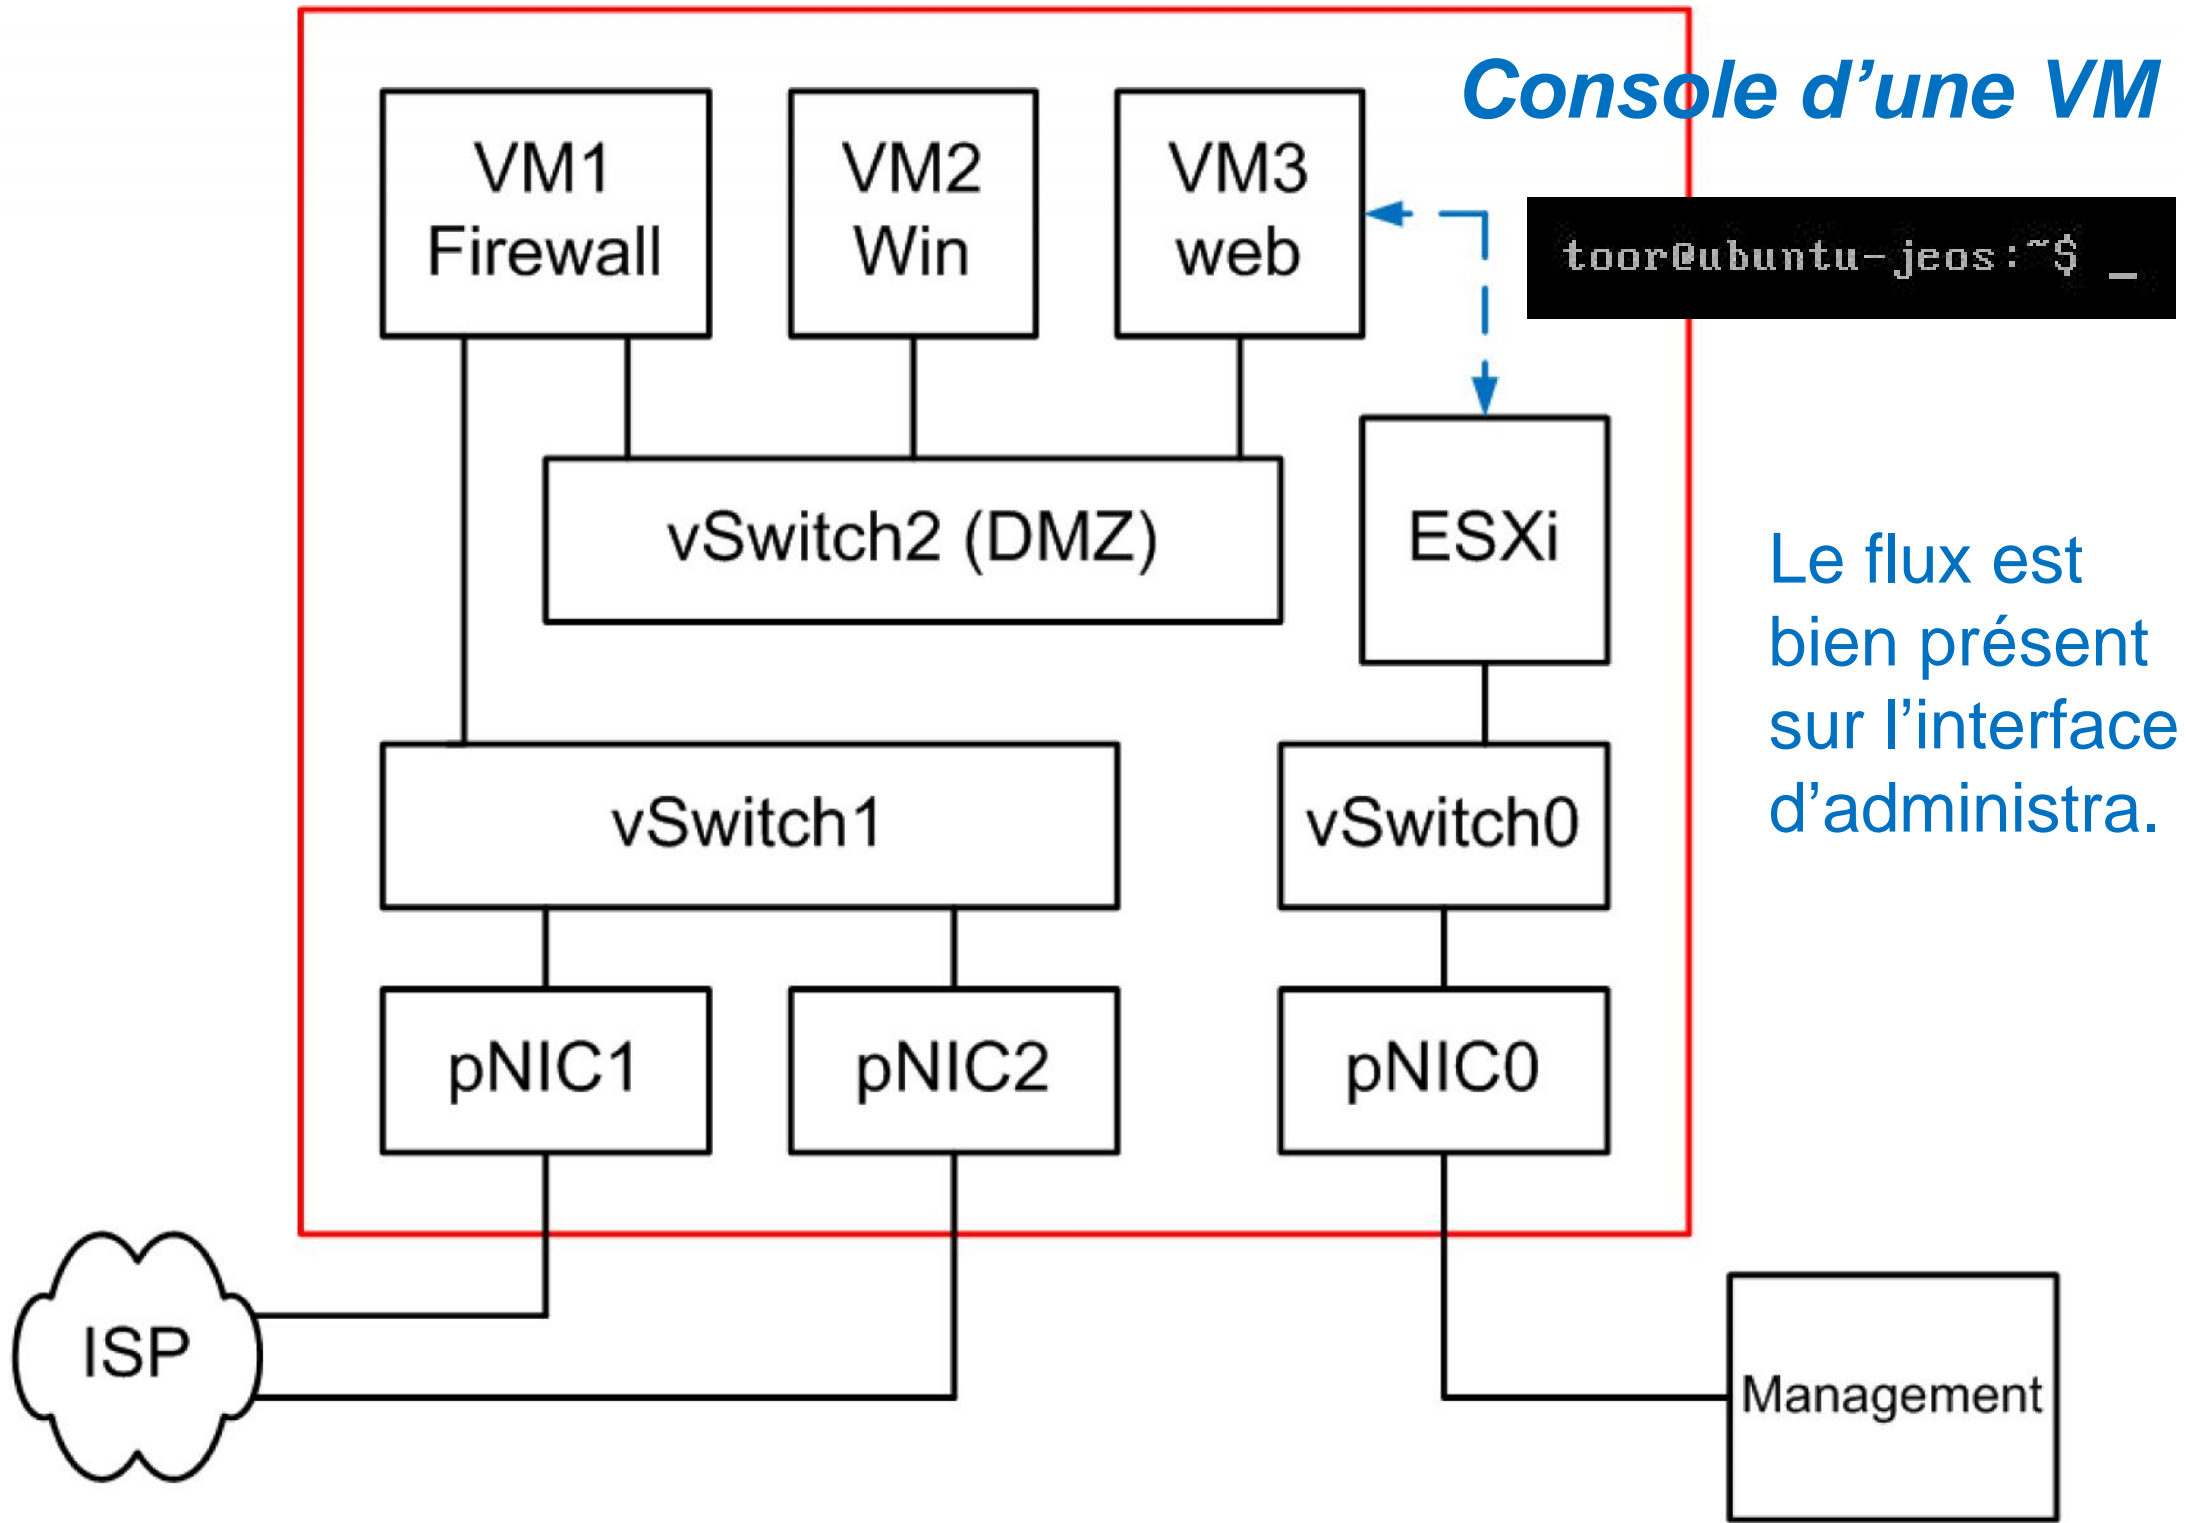 Console d’une VM
VM1
Firewall
VM2
Win
VM3
web
toor@ubuntu-jeos:~$ _
vSwitch2 (DMZ)
ESXi
Le flux est
bien présent
sur l’interface
d’administra.
vSwitch1
vSwitch0
pNIC1
pNIC2
pNIC0
ISP
Management